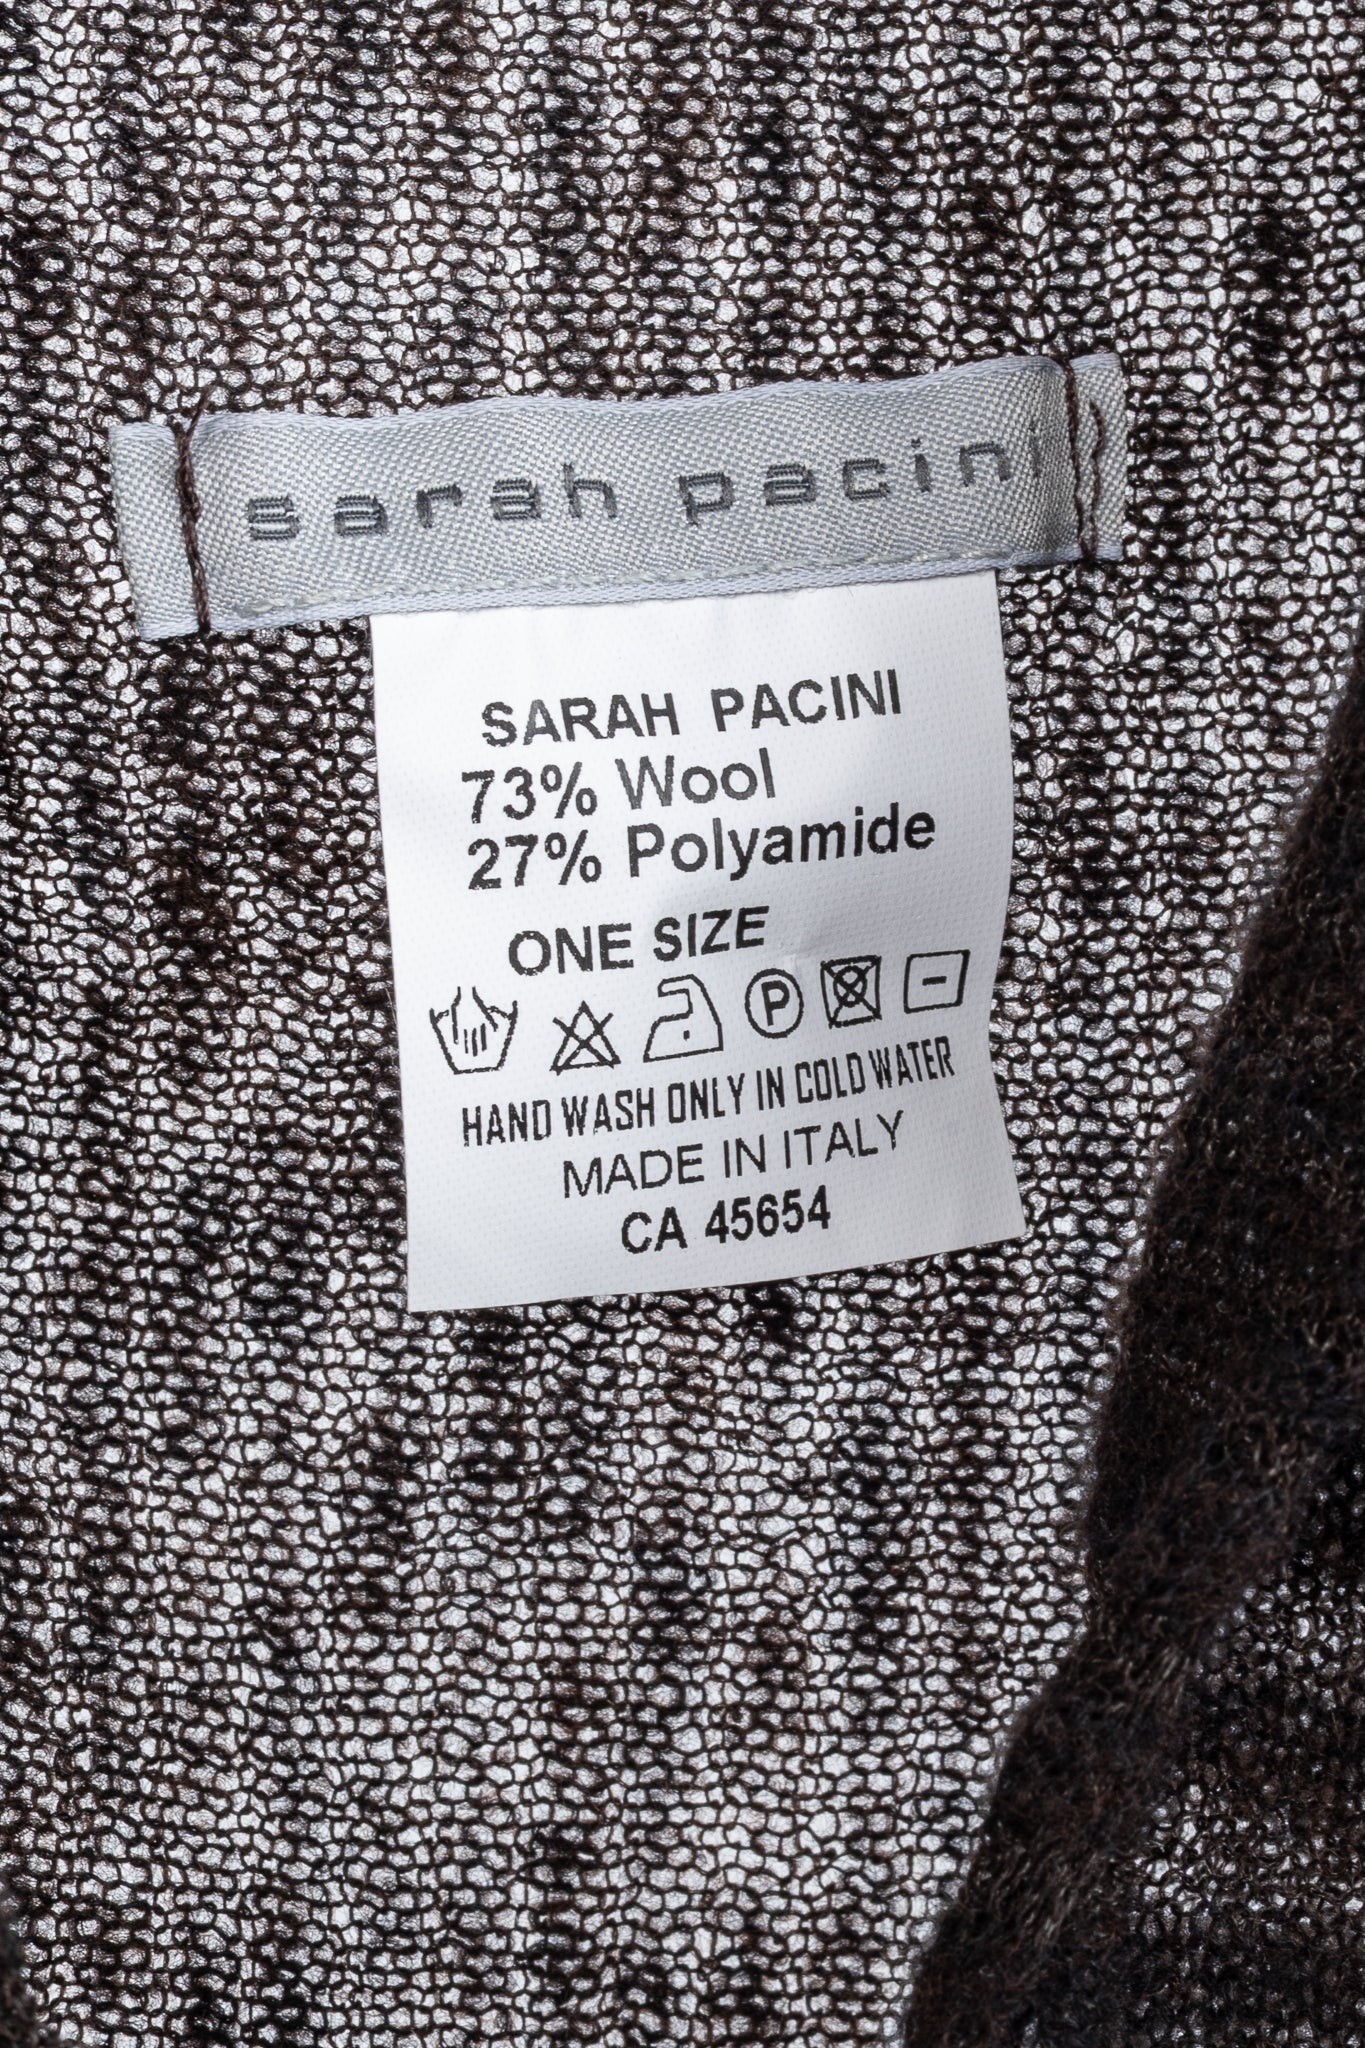 sarah pacini
SARAH PACINI
73% Wool
27% Polyamide
ONE SIZE
P
HAND WASH ONLY IN COLD WATER
MADE IN ITALY
CA 45654